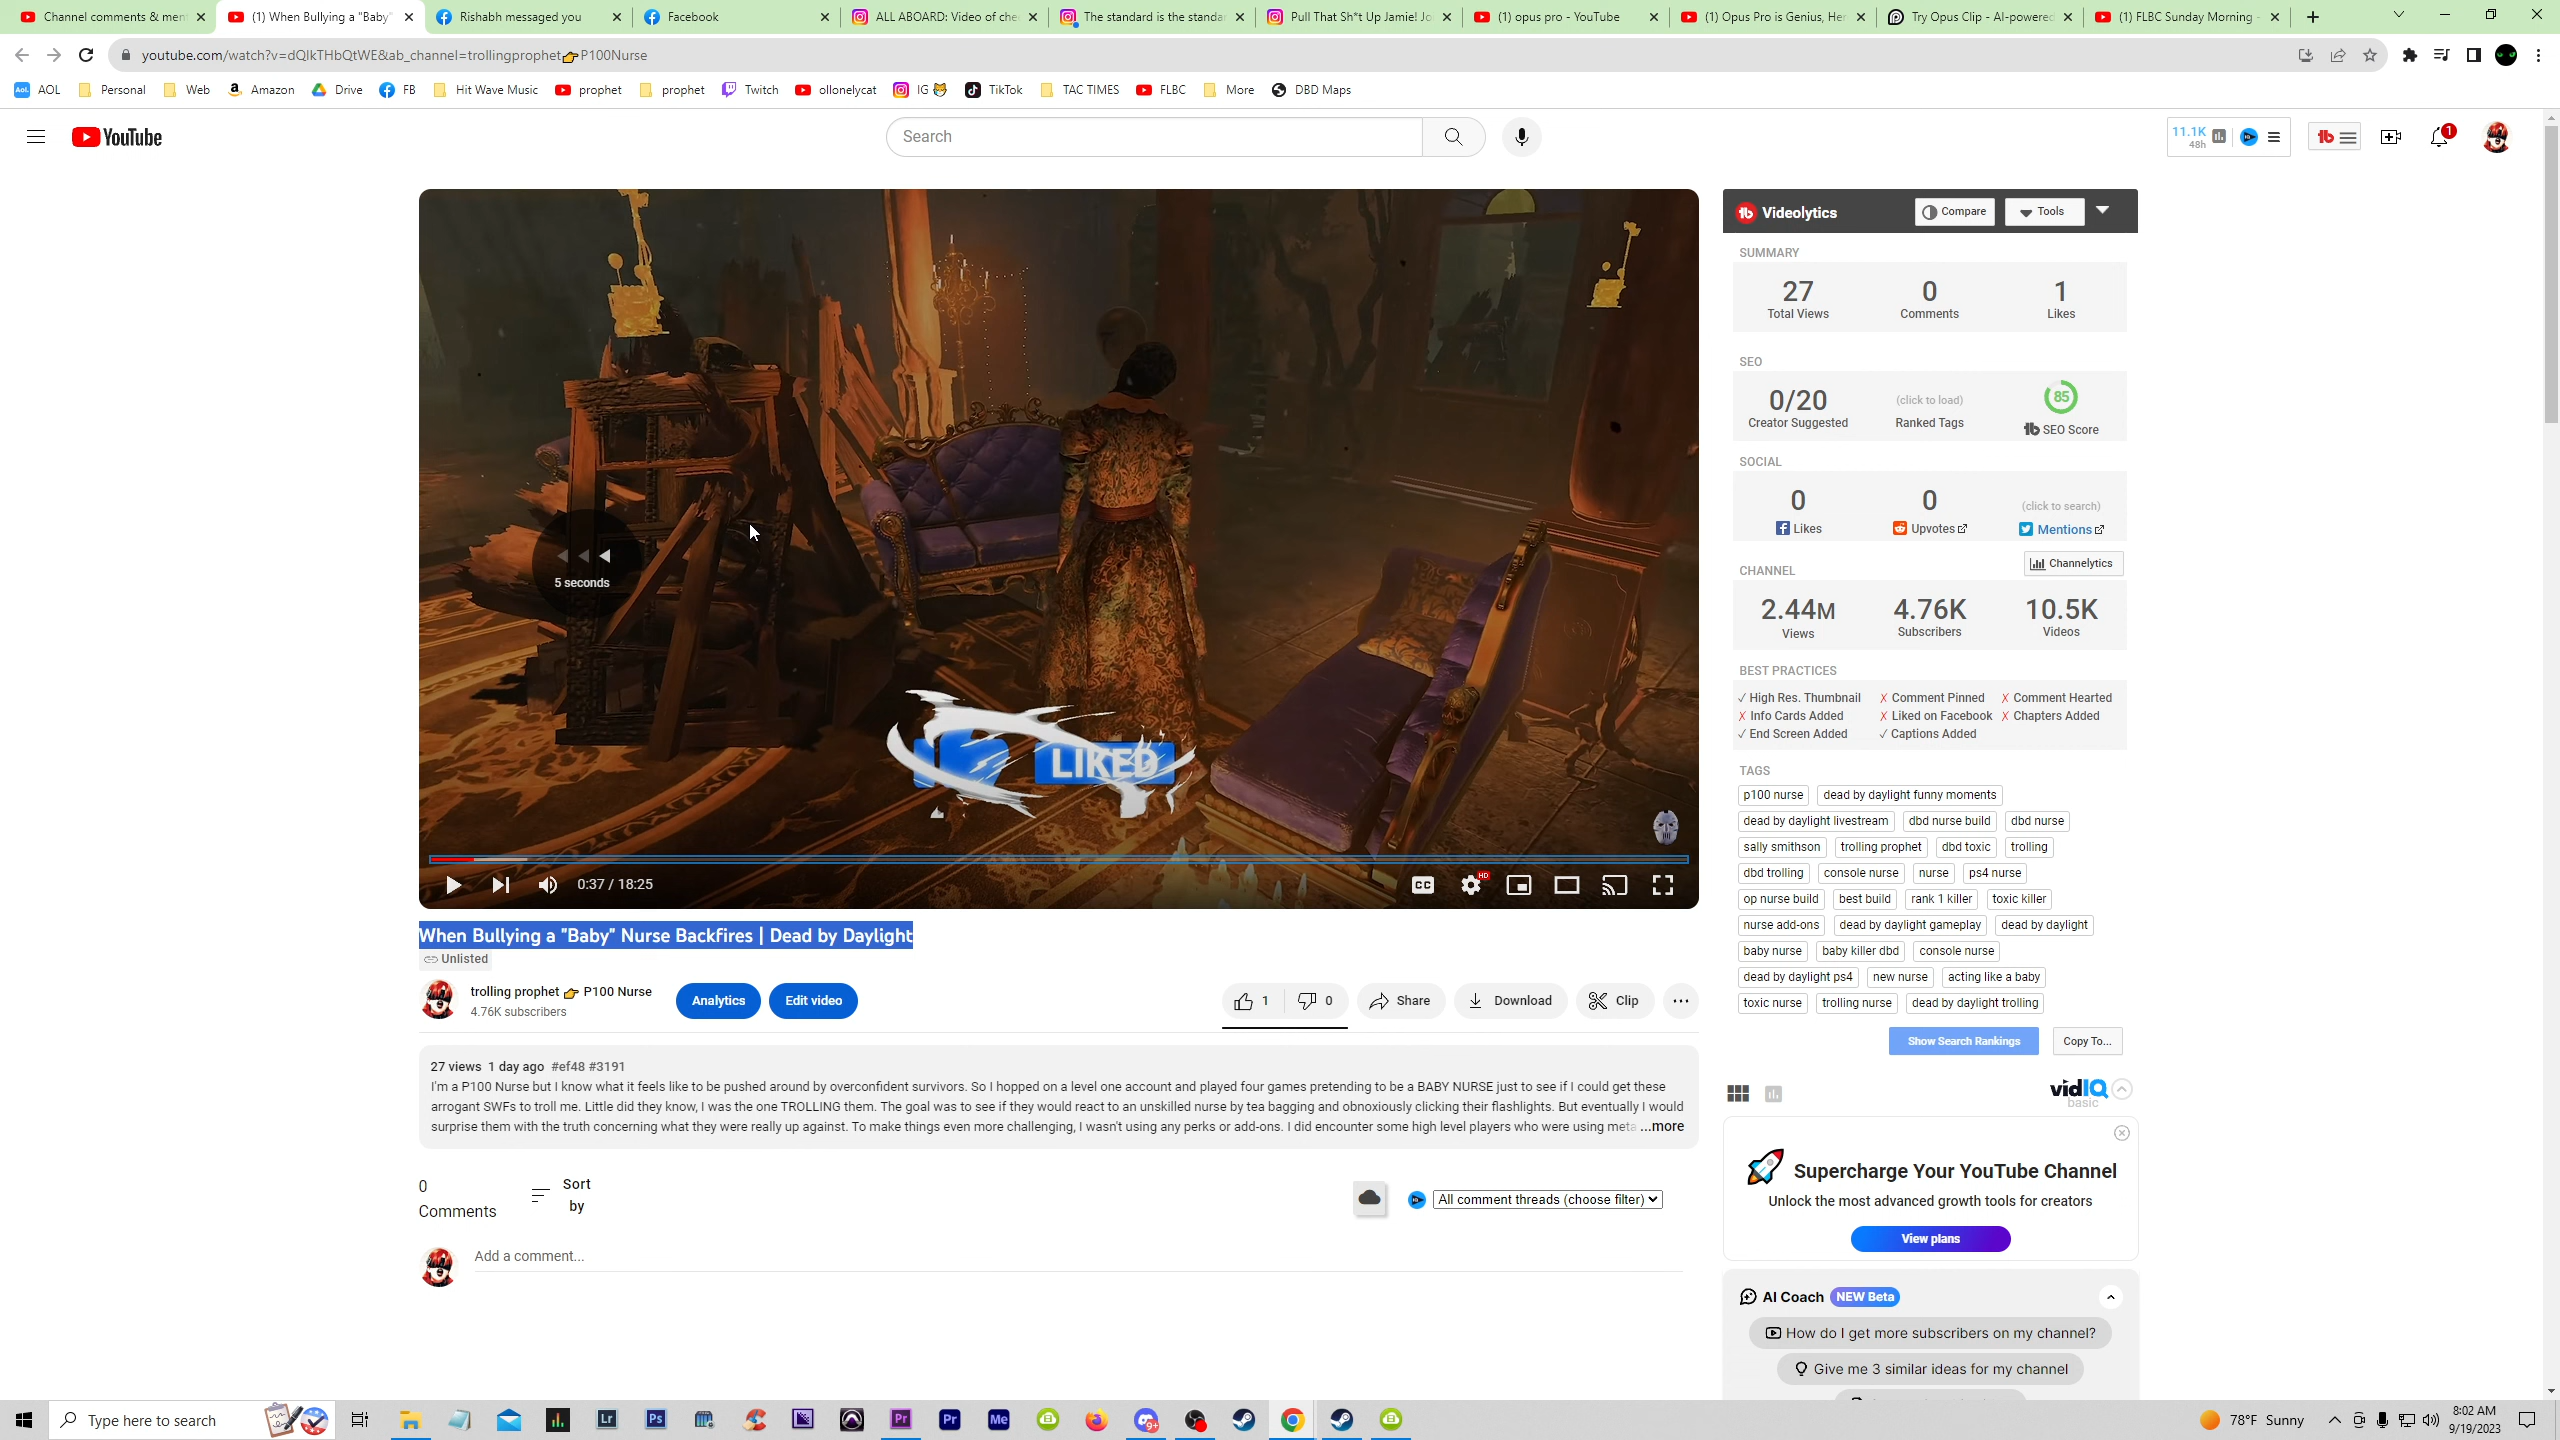 Channel comments & men
(1) When Bullying a "Baby"
Rishabh messaged you
Facebook
ALL ABOARD: Video of che
The standard is the standa
Pull That Sh*t Up Jamie! Jo
(1) opus pro - YouTube
(1) Opus Pro is Genius, Her
Try Opus Clip - AI-powered
(1) FLBC Sunday Morning -
youtube.com/watch?v=dQIkTHbQtWE&ab_channel=trollingprophet👉P100Nurse
AOL
Personal
Web
Amazon
Drive
FB
Hit Wave Music
prophet
prophet
Twitch
ollonelycat
IG 😼
TikTok
TAC TIMES
FLBC
More
DBD Maps
YouTube
Search
11.1K
48h
1
Videolytics
Compare
Tools
SUMMARY
27
0
1
Total Views
Comments
Likes
SEO
0/20
(click to load)
85
Creator Suggested
Ranked Tags
SEO Score
SOCIAL
0
0
(click to search)
Likes
Upvotes
Mentions
CHANNEL
Channelytics
2.44M
4.76K
10.5K
Views
Subscribers
Videos
BEST PRACTICES
✓ High Res. Thumbnail
X Comment Pinned
X Comment Hearted
X Info Cards Added
X Liked on Facebook
X Chapters Added
✓ End Screen Added
✓ Captions Added
TAGS
p100 nurse
dead by daylight funny moments
dead by daylight livestream
dbd nurse build
dbd nurse
sally smithson
trolling prophet
dbd toxic
trolling
dbd trolling
console nurse
nurse
ps4 nurse
op nurse build
best build
rank 1 killer
toxic killer
nurse add-ons
dead by daylight gameplay
dead by daylight
baby nurse
baby killer dbd
console nurse
dead by daylight ps4
new nurse
acting like a baby
toxic nurse
trolling nurse
dead by daylight trolling
Show Search Rankings
Copy To...
vidIQ
basic
Supercharge Your YouTube Channel
Unlock the most advanced growth tools for creators
View plans
AI Coach
NEW Beta
How do I get more subscribers on my channel?
Give me 3 similar ideas for my channel
5 seconds
LIKED
0:37 / 18:25
CC
HD
When Bullying a "Baby" Nurse Backfires | Dead by Daylight
Unlisted
trolling prophet 👉 P100 Nurse
4.76K subscribers
Analytics
Edit video
1
0
Share
Download
Clip
27 views 1 day ago #ef48 #3191
I'm a P100 Nurse but I know what it feels like to be pushed around by overconfident survivors. So I hopped on a level one account and played four games pretending to be a BABY NURSE just to see if I could get these
arrogant SWFs to troll me. Little did they know, I was the one TROLLING them. The goal was to see if they would react to an unskilled nurse by tea bagging and obnoxiously clicking their flashlights. But eventually I would
surprise them with the truth concerning what they were really up against. To make things even more challenging, I wasn't using any perks or add-ons. I did encounter some high level players who were using meta ...more
0
Comments
Sort
by
All comment threads (choose filter)
Add a comment...
Type here to search
Lr
Ps
Pr
Pr
Me
9+
78°F Sunny
8:02 AM
9/19/2023